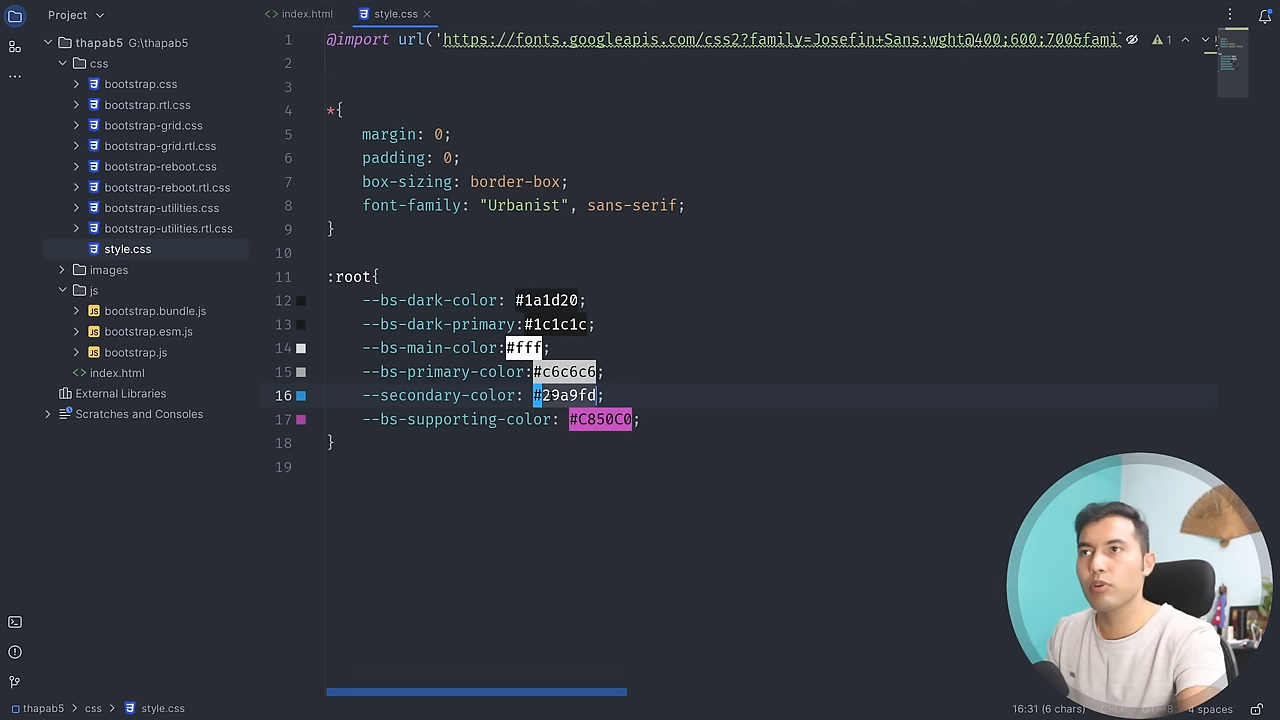 Project
index.html
style.css
thapab5 G:\thapab5
css
bootstrap.css
bootstrap.rtl.css
bootstrap-grid.css
bootstrap-grid.rtl.css
bootstrap-reboot.css
bootstrap-reboot.rtl.css
bootstrap-utilities.css
bootstrap-utilities.rtl.css
style.css
images
js
bootstrap.bundle.js
bootstrap.esm.js
bootstrap.js
index.html
External Libraries
Scratches and Consoles
1 @import url('https://fonts.googleapis.com/css2?family=Josefin+Sans:wght@400;600;700&fami
1
2
3
4 *{
5 margin: 0;
6 padding: 0;
7 box-sizing: border-box;
8 font-family: "Urbanist", sans-serif;
9 }
10
11 :root{
12 --bs-dark-color: #1a1d20;
13 --bs-dark-primary:#1c1c1c;
14 --bs-main-color:#fff;
15 --bs-primary-color:#c6c6c6;
16 --secondary-color: #29a9fd;
17 --bs-supporting-color: #C850C0;
18 }
19
thapab5 > css > style.css
16:31 (6 chars) CRLF UTF-8 4 spaces